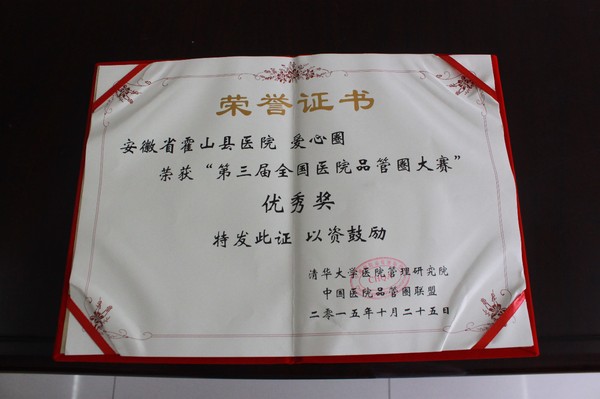 荣誉证书
安徽省霍山县医院 爱心圈
荣获“第三届全国医院品管圈大赛”
优秀奖
特发此证 以资鼓励
清华大学医院管理研究院
中国医院品管圈联盟
二〇一五年十月二十五日